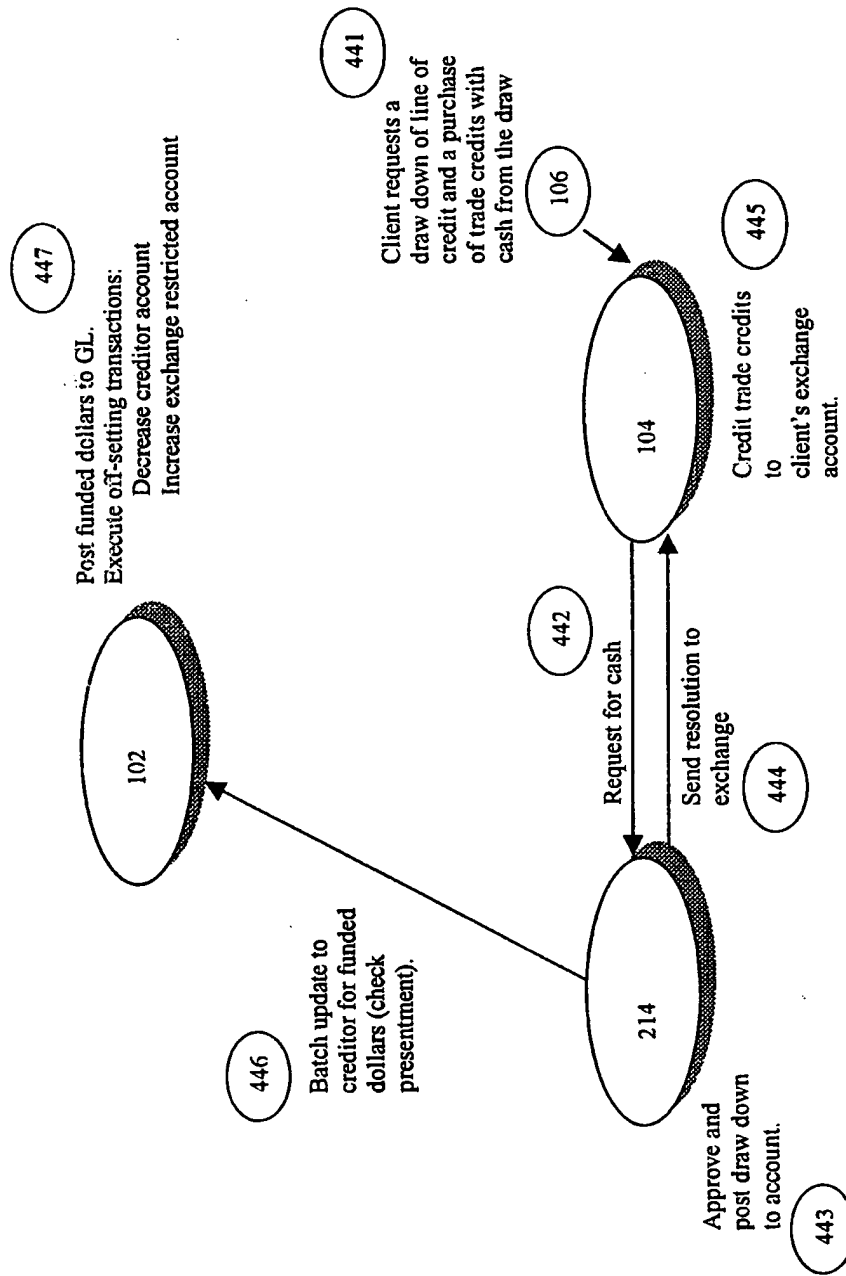 447
Post funded dollars to GL.
Execute off-setting transactions:
Decrease creditor account
Increase exchange restricted account
102
446
Batch update to
creditor for funded
dollars (check
presentment).
441
Client requests a
draw down of line of
credit and a purchase
of trade credits with
cash from the draw
106
442
Request for cash
Send resolution to
exchange
444
214
104
Approve and
post draw down
to account.
443
445
Credit trade credits
to
client's exchange
account.